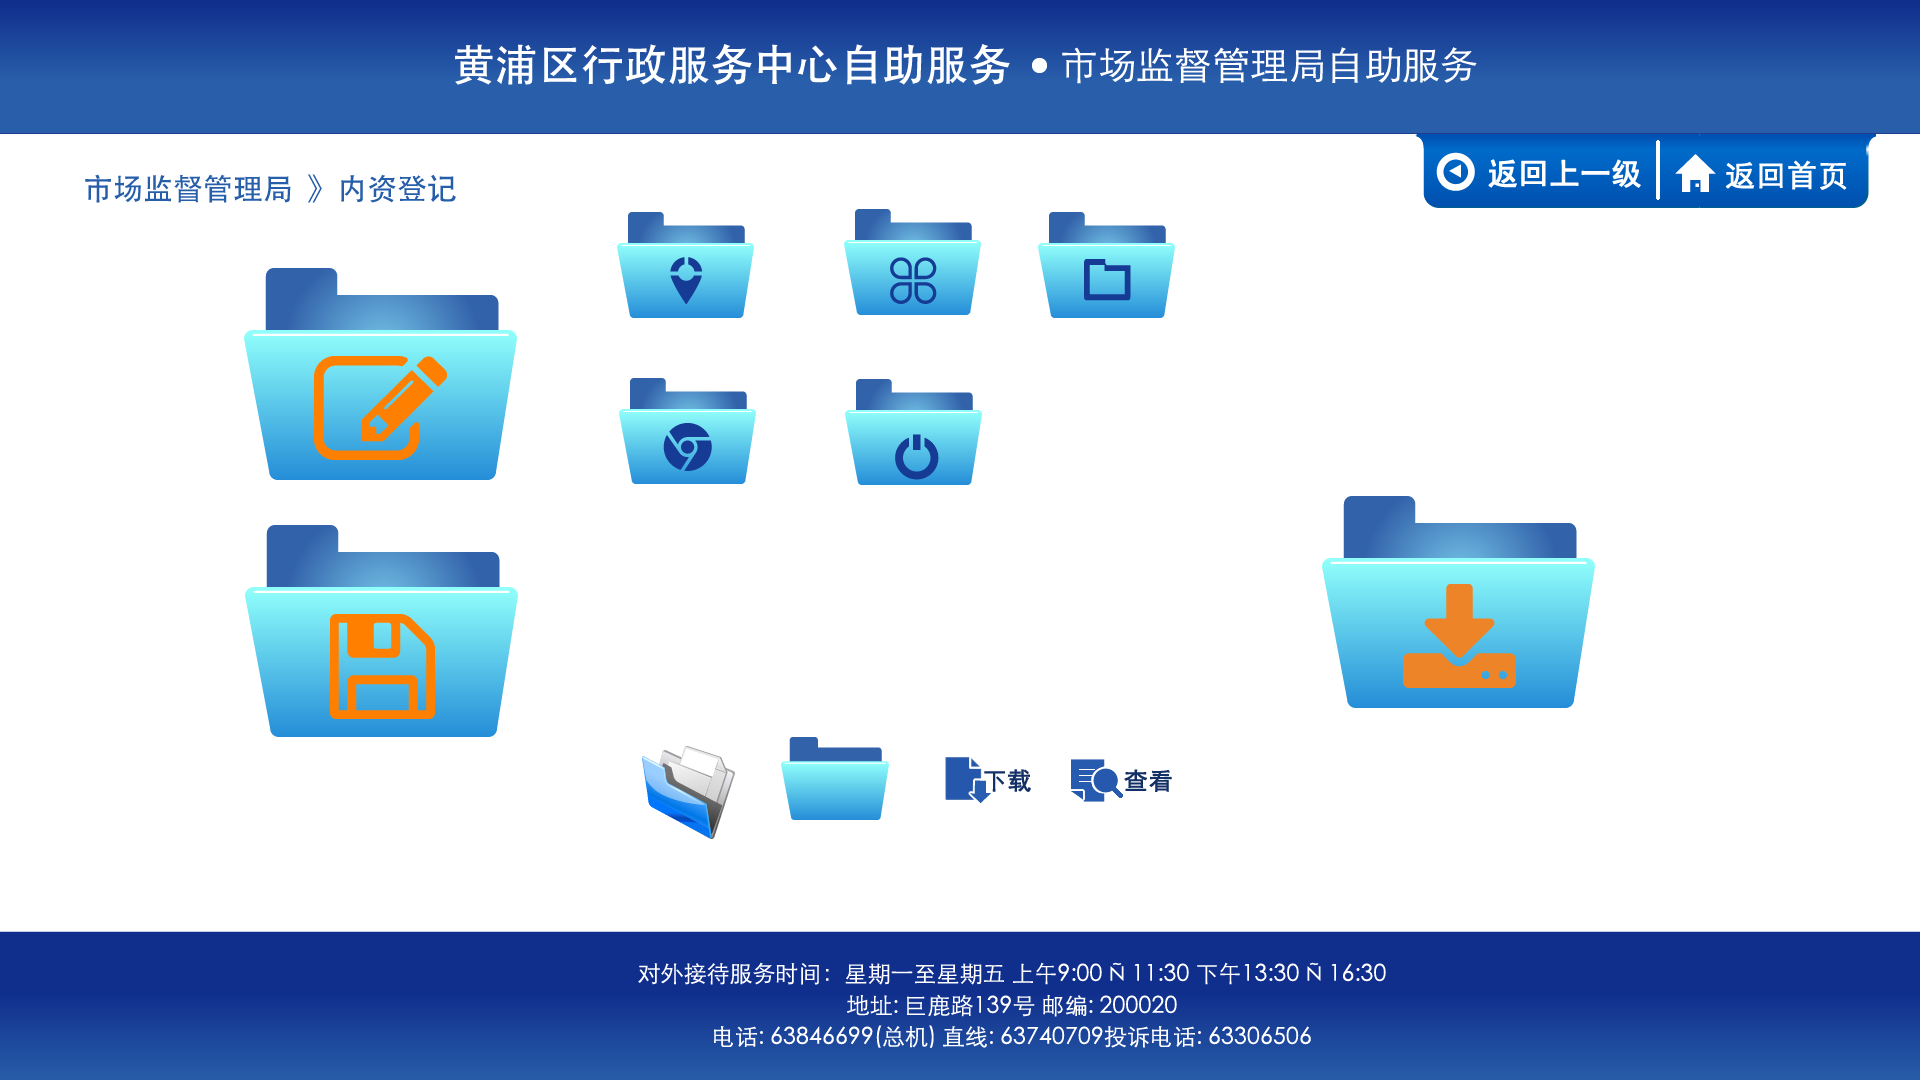 黄浦区行政服务中心自助服务 • 市场监督管理局自助服务
返回上一级
返回首页
市场监督管理局 》内资登记
下载
查看
对外接待服务时间：星期一至星期五 上午9:00 Ñ 11:30 下午13:30 Ñ 16:30
地址: 巨鹿路139号 邮编: 200020
电话: 63846699(总机) 直线: 63740709投诉电话: 63306506